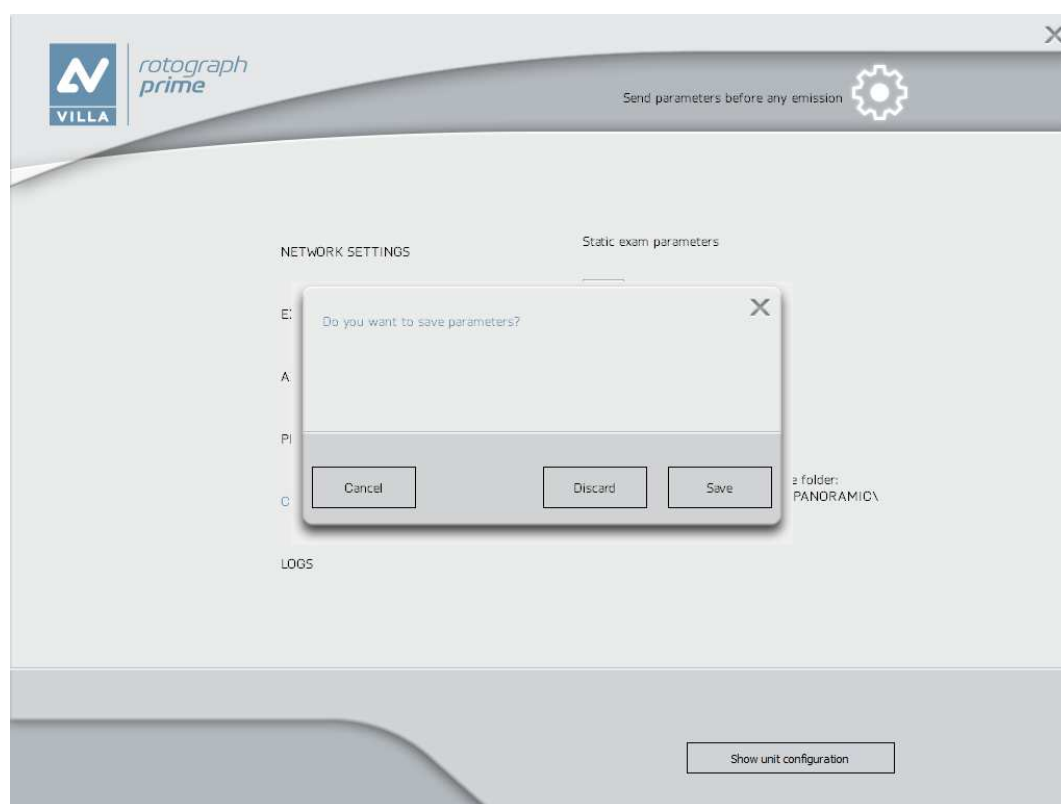 rotograph
prime
VILLA
Send parameters before any emission
Static exam parameters
NETWORK SETTINGS
Do you want to save parameters?
Cancel
Discard
Save
e folder:
PANORAMIC\
LOGS
Show unit configuration